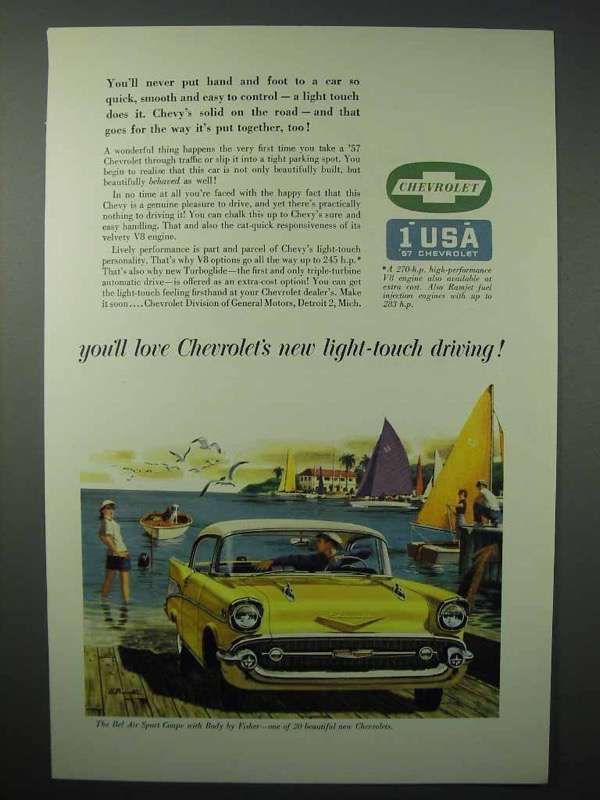 You'll never put hand and foot to a car so
quick, smooth and easy to control — a light touch
does it. Chevy's solid on the road — and that
goes for the way it's put together, too!
A wonderful thing happens the very first time you take a '57
Chevrolet through traffic or slip it into a tight parking spot. You
begin to realize that this car is not only beautifully built, but
beautifully behaved as well!
In no time at all you're faced with the happy fact that this
Chevy is a genuine pleasure to drive, and yet there's practically
nothing to driving it! You can chalk this up to Chevy's sure and
easy handling. That and also the cat-quick responsiveness of its
velvety V8 engine.
Lively performance is part and parcel of Chevy's light-touch
personality. That's why V8 options go all the way up to 245 h.p.*
That's also why new Turboglide—the first and only triple-turbine
automatic drive—is offered as an extra-cost option! You can get
the light-touch feeling firsthand at your Chevrolet dealer's. Make
it soon. . . . Chevrolet Division of General Motors, Detroit 2, Mich.
CHEVROLET
1 USA
'57 CHEVROLET
*A 270-h.p. high-performance
V8 engine also available at
extra cost. Also Ramjet fuel
injection engines with up to
283 h.p.
you'll love Chevrolet's new light-touch driving!
The Bel Air Sport Coupe with Body by Fisher—one of 20 beautiful new Chevrolets.